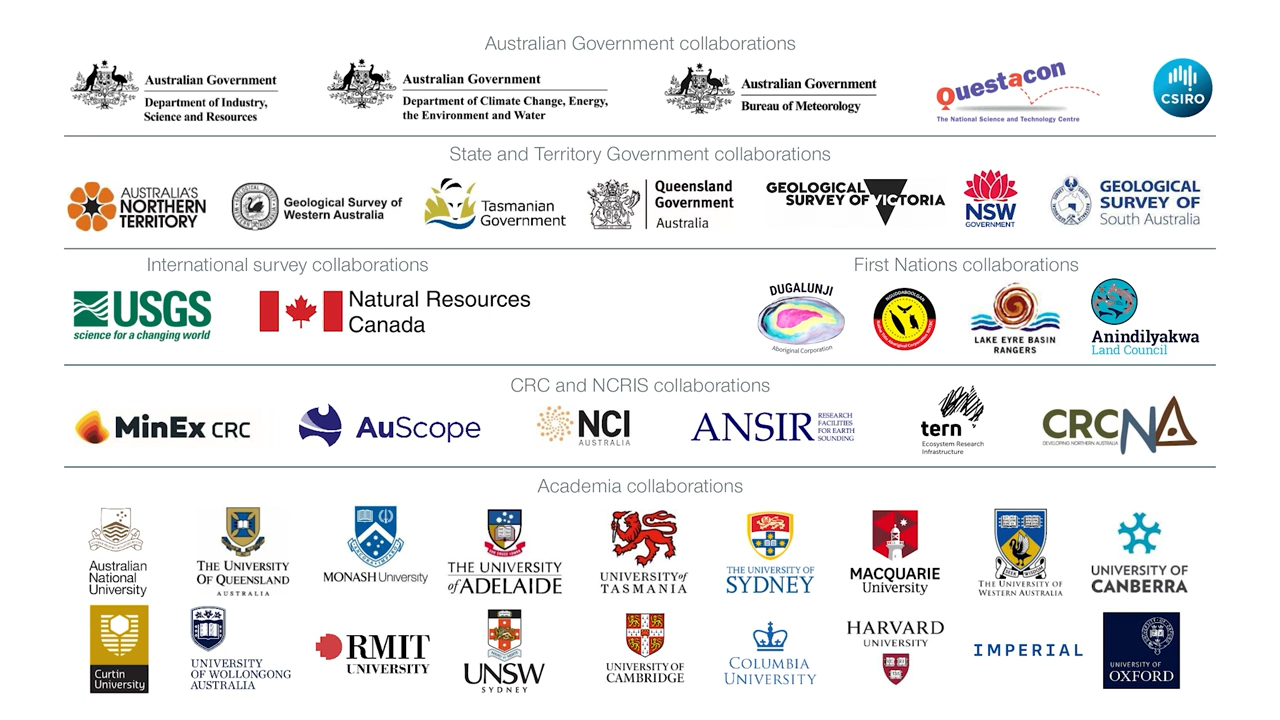 Australian Government collaborations
Australian Government
Department of Industry,
Science and Resources
Australian Government
Department of Climate Change, Energy,
the Environment and Water
Australian Government
Bureau of Meteorology
Questacon
The National Science and Technology Centre
CSIRO
State and Territory Government collaborations
AUSTRALIA'S
NORTHERN
TERRITORY
Geological Survey of
Western Australia
Tasmanian
Government
Queensland
Government
Australia
GEOLOGICAL
SURVEY OF VICTORIA
NSW
GOVERNMENT
GEOLOGICAL
SURVEY OF
South Australia
International survey collaborations
USGS
science for a changing world
Natural Resources
Canada
First Nations collaborations
DUGALUNJI
Aboriginal Corporation
LAKE EYRE BASIN
RANGERS
Anindilyakwa
Land Council
CRC and NCRIS collaborations
MinEx CRC
AuScope
NCI
AUSTRALIA
ANSIR
RESEARCH
FACILITIES
FOR EARTH
SOUNDING
tern
Ecosystem Research
Infrastructure
CRCNA
DEVELOPING NORTHERN AUSTRALIA
Academia collaborations
Australian
National
University
THE UNIVERSITY
OF QUEENSLAND
AUSTRALIA
MONASH University
THE UNIVERSITY
of ADELAIDE
UNIVERSITY of
TASMANIA
THE UNIVERSITY OF
SYDNEY
MACQUARIE
University
THE UNIVERSITY OF
WESTERN AUSTRALIA
UNIVERSITY OF
CANBERRA
Curtin
University
UNIVERSITY
OF WOLLONGONG
AUSTRALIA
RMIT
UNIVERSITY
UNSW
SYDNEY
UNIVERSITY OF
CAMBRIDGE
COLUMBIA
UNIVERSITY
HARVARD
UNIVERSITY
IMPERIAL
UNIVERSITY OF
OXFORD